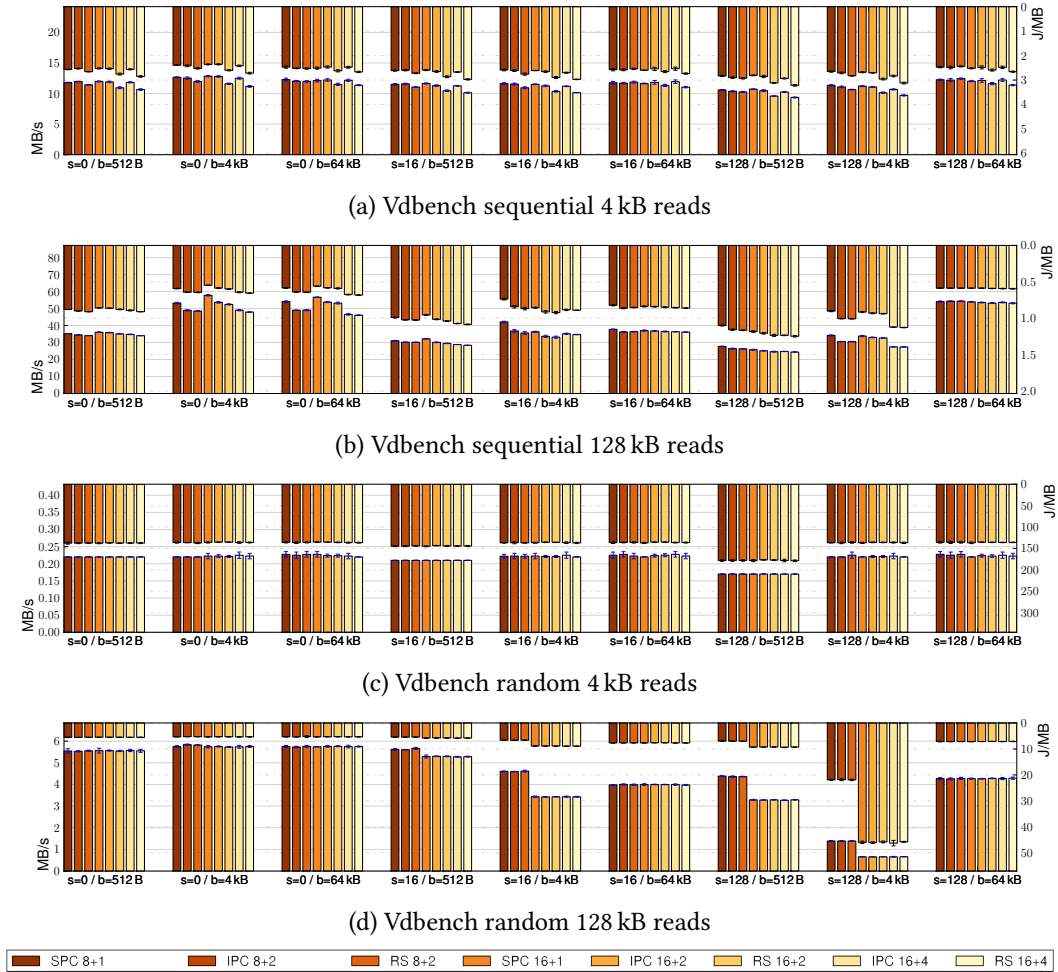 20
15
10
5
0
MB/s
0
1
2
3
4
5
6
J/MB
s=0 / b=512 B
s=0 / b=4 kB
s=0 / b=64 kB
s=16 / b=512 B
s=16 / b=4 kB
s=16 / b=64 kB
s=128 / b=512 B
s=128 / b=4 kB
s=128 / b=64 kB
(a) Vdbench sequential 4 kB reads
80
70
60
50
40
30
20
10
0
MB/s
0.0
0.5
1.0
1.5
2.0
J/MB
s=0 / b=512 B
s=0 / b=4 kB
s=0 / b=64 kB
s=16 / b=512 B
s=16 / b=4 kB
s=16 / b=64 kB
s=128 / b=512 B
s=128 / b=4 kB
s=128 / b=64 kB
(b) Vdbench sequential 128 kB reads
0.40
0.35
0.30
0.25
0.20
0.15
0.10
0.05
0.00
MB/s
0
50
100
150
200
250
300
J/MB
s=0 / b=512 B
s=0 / b=4 kB
s=0 / b=64 kB
s=16 / b=512 B
s=16 / b=4 kB
s=16 / b=64 kB
s=128 / b=512 B
s=128 / b=4 kB
s=128 / b=64 kB
(c) Vdbench random 4 kB reads
6
5
4
3
2
1
0
MB/s
0
10
20
30
40
50
J/MB
s=0 / b=512 B
s=0 / b=4 kB
s=0 / b=64 kB
s=16 / b=512 B
s=16 / b=4 kB
s=16 / b=64 kB
s=128 / b=512 B
s=128 / b=4 kB
s=128 / b=64 kB
(d) Vdbench random 128 kB reads
SPC 8+1 IPC 8+2 RS 8+2 SPC 16+1 IPC 16+2 RS 16+2 IPC 16+4 RS 16+4